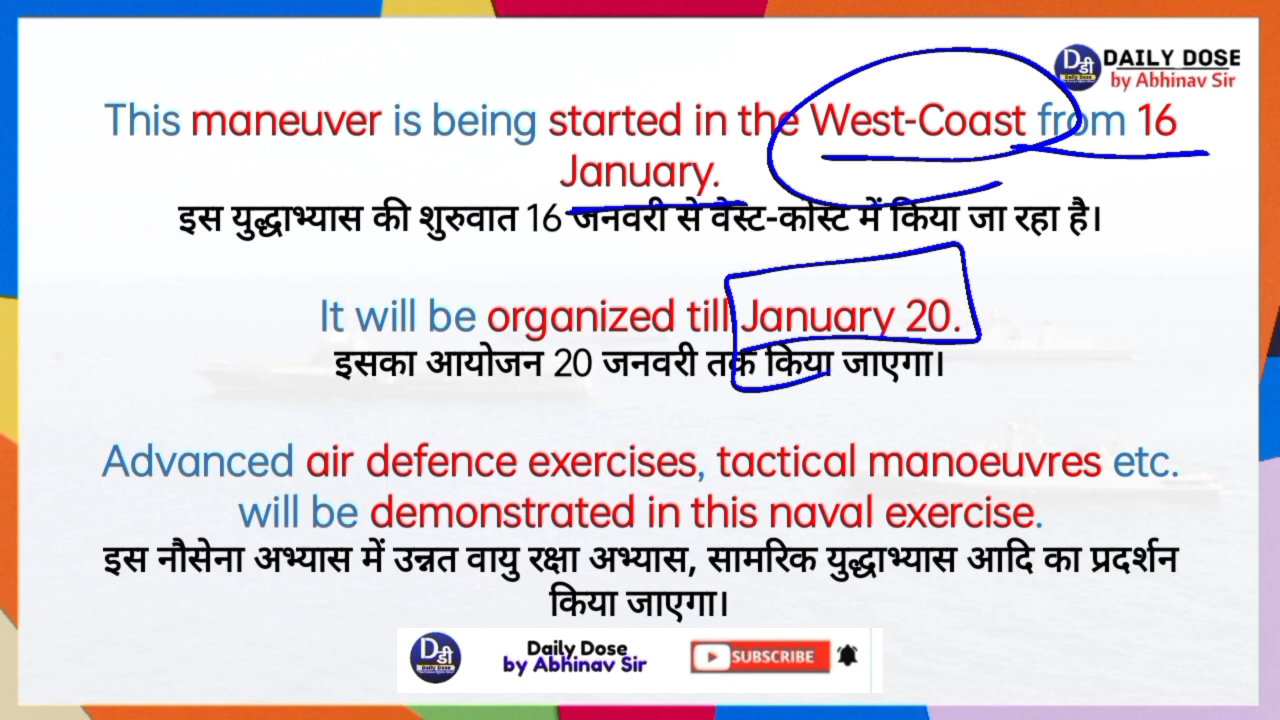 DAILY DOSE
by Abhinav Sir
This maneuver is being started in the West-Coast from 16
January.
इस युद्धाभ्यास की शुरुवात 16 जनवरी से वेस्ट-कोस्ट में किया जा रहा है।
It will be organized till January 20.
इसका आयोजन 20 जनवरी तक किया जाएगा।
Advanced air defence exercises, tactical manoeuvres etc.
will be demonstrated in this naval exercise.
इस नौसेना अभ्यास में उन्नत वायु रक्षा अभ्यास, सामरिक युद्धाभ्यास आदि का प्रदर्शन
किया जाएगा।
Daily Dose
by Abhinav Sir
SUBSCRIBE